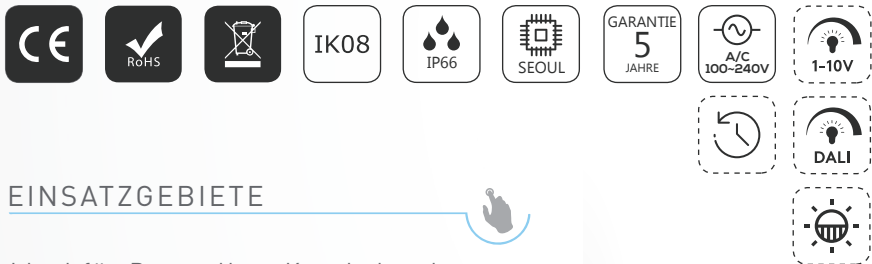 CE
RoHS
IK08
IP66
SEOUL
GARANTIE
5
JAHRE
A/C
100~240V
1-10V
DALI
EINSATZGEBIETE